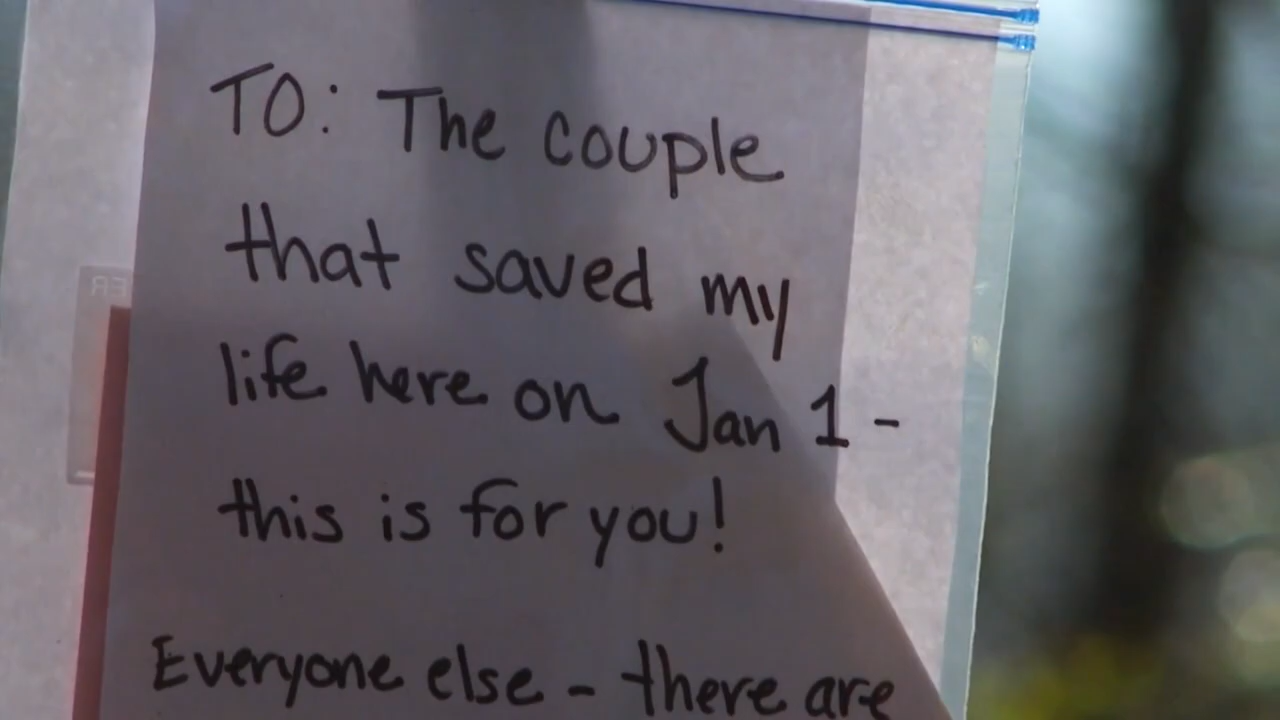 TO: The couple
that saved my
life here on Jan 1 -
this is for you!
Everyone else - there are